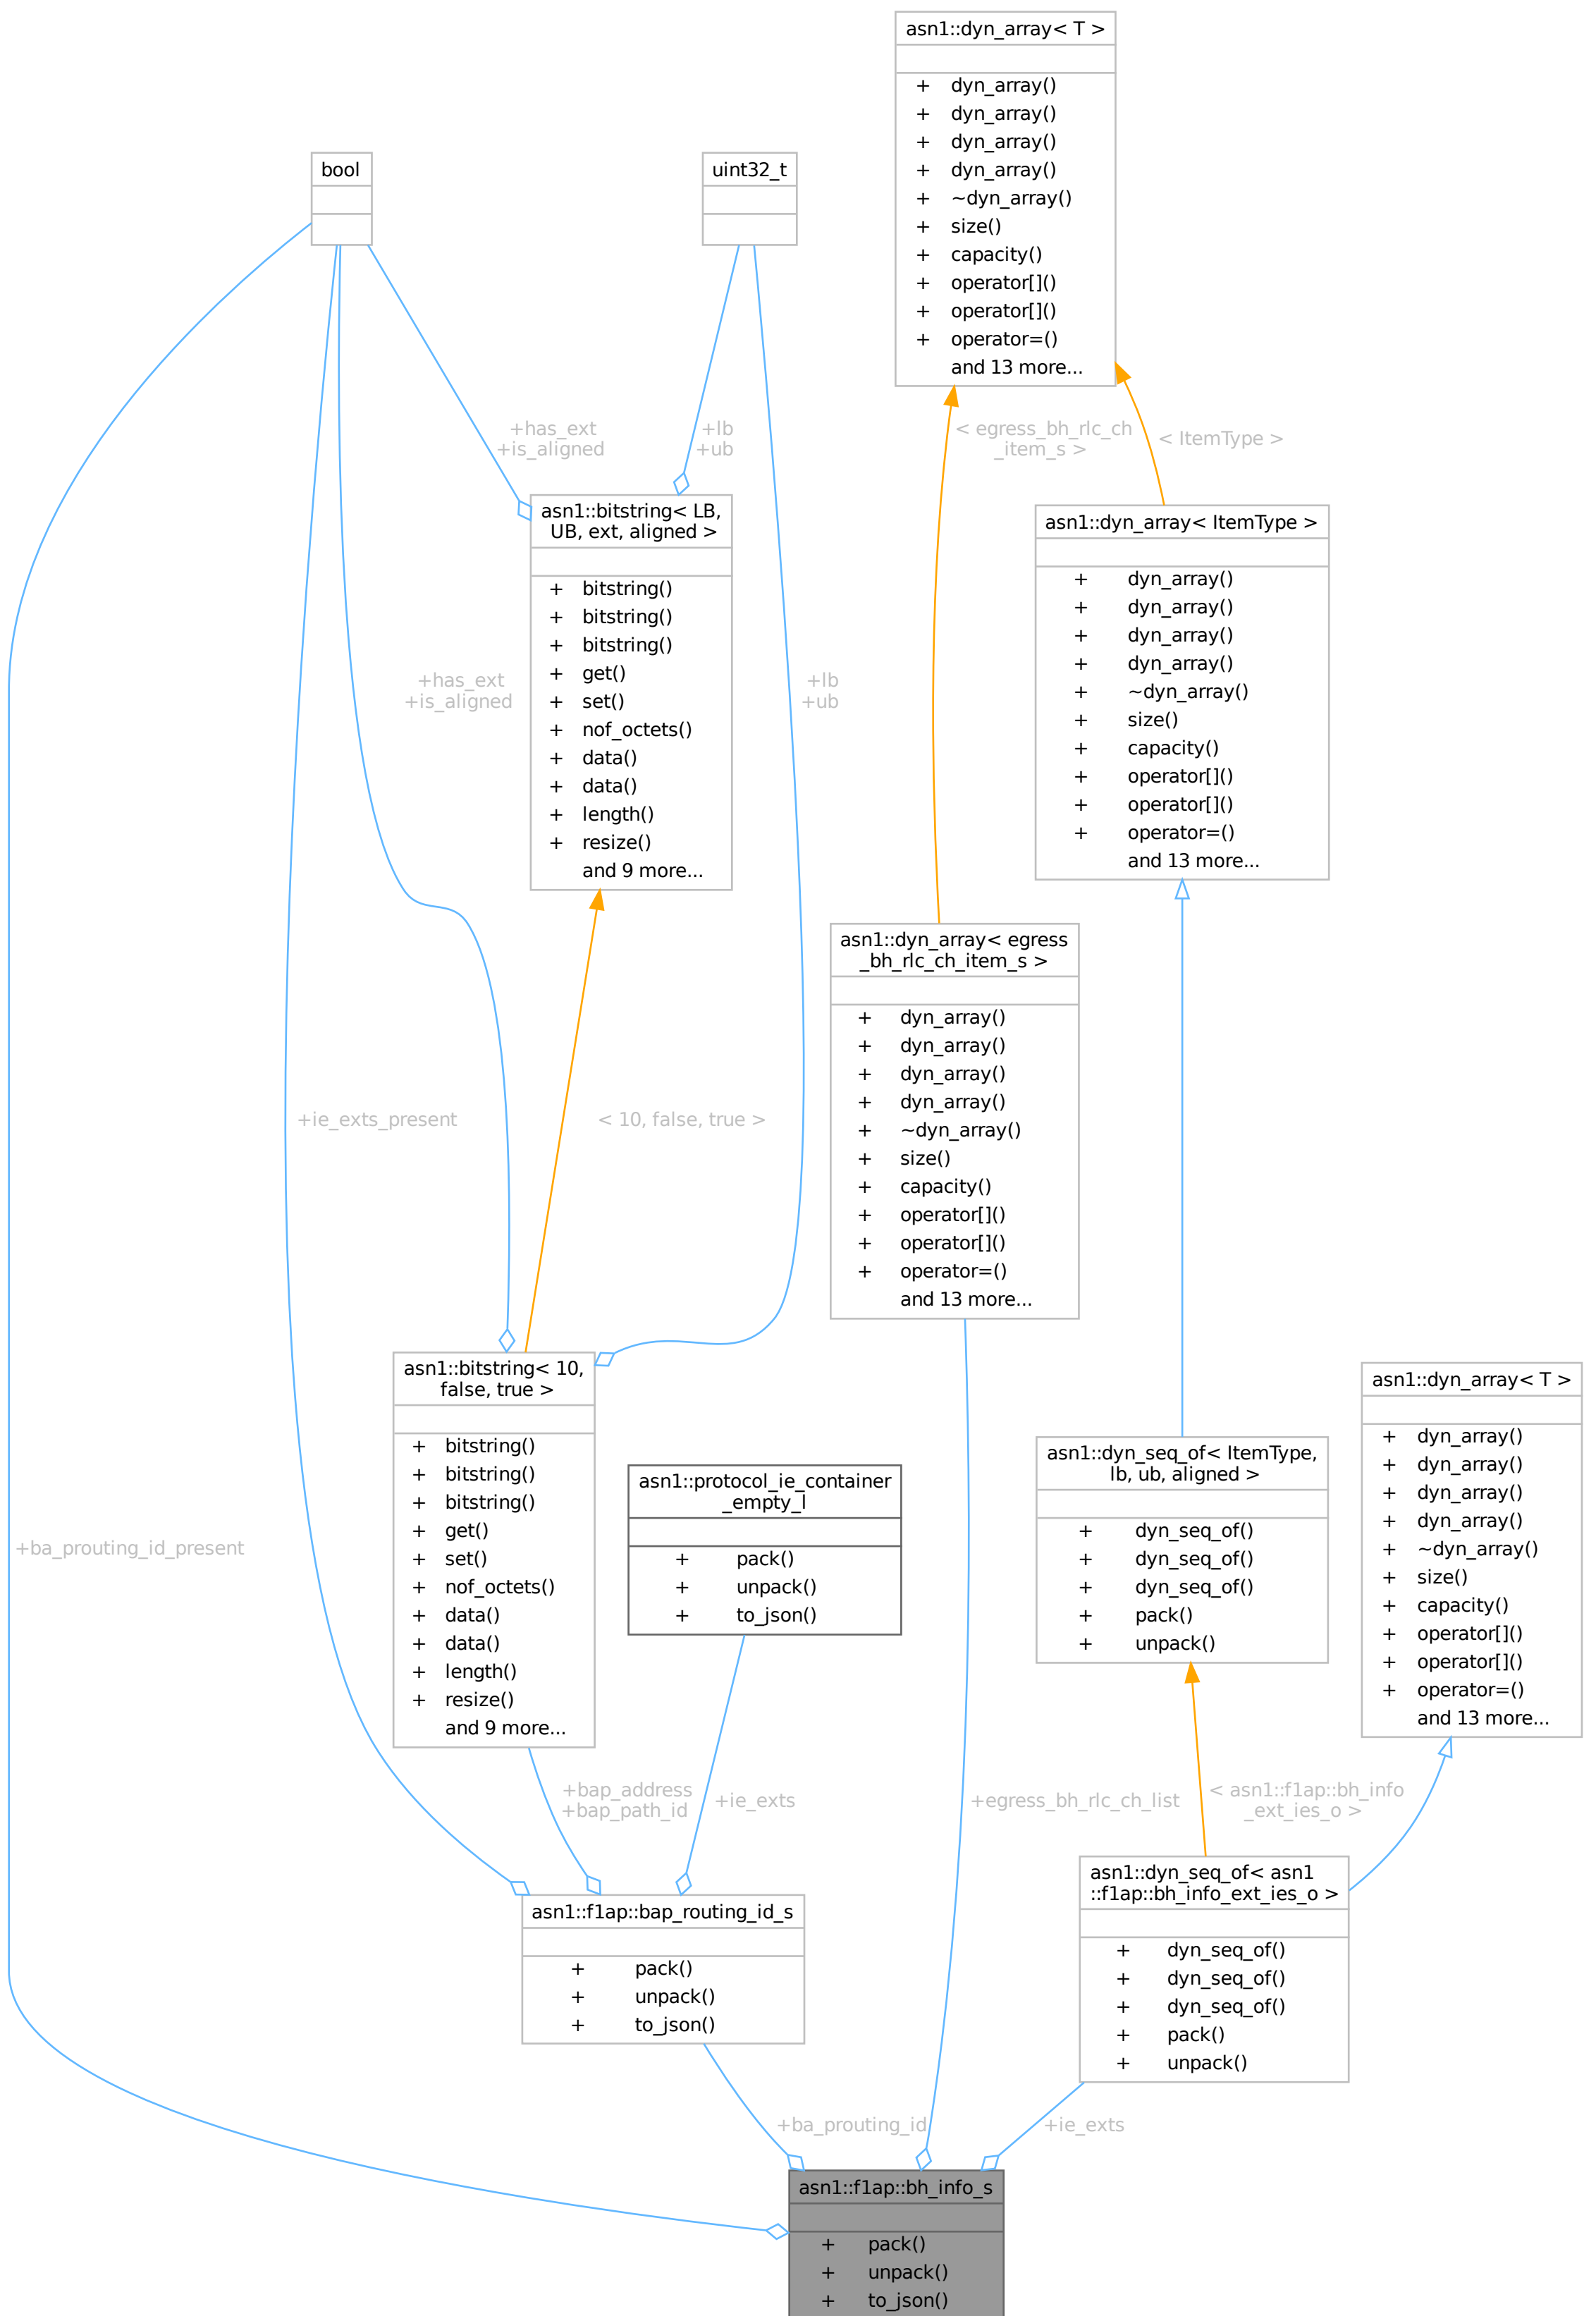 asn1::dyn_array< T >
+ dyn_array()
+ dyn_array()
+ dyn_array()
+ dyn_array()
+ ~dyn_array()
+ size()
+ capacity()
+ operator[]()
+ operator[]()
+ operator=()
and 13 more...
bool
uint32_t
+has_ext
+is_aligned
+lb
+ub
< egress_bh_rlc_ch
_item_s >
< ItemType >
asn1::bitstring< LB,
UB, ext, aligned >
+ bitstring()
+ bitstring()
+ bitstring()
+ get()
+ set()
+ nof_octets()
+ data()
+ data()
+ length()
+ resize()
and 9 more...
asn1::dyn_array< ItemType >
+ dyn_array()
+ dyn_array()
+ dyn_array()
+ dyn_array()
+ ~dyn_array()
+ size()
+ capacity()
+ operator[]()
+ operator[]()
+ operator=()
and 13 more...
+has_ext
+is_aligned
+lb
+ub
asn1::dyn_array< egress
_bh_rlc_ch_item_s >
+ dyn_array()
+ dyn_array()
+ dyn_array()
+ dyn_array()
+ ~dyn_array()
+ size()
+ capacity()
+ operator[]()
+ operator[]()
+ operator=()
and 13 more...
+ie_exts_present
< 10, false, true >
asn1::bitstring< 10,
false, true >
+ bitstring()
+ bitstring()
+ bitstring()
+ get()
+ set()
+ nof_octets()
+ data()
+ data()
+ length()
+ resize()
and 9 more...
asn1::protocol_ie_container
_empty_l
+ pack()
+ unpack()
+ to_json()
asn1::dyn_seq_of< ItemType,
lb, ub, aligned >
+ dyn_seq_of()
+ dyn_seq_of()
+ dyn_seq_of()
+ pack()
+ unpack()
asn1::dyn_array< T >
+ dyn_array()
+ dyn_array()
+ dyn_array()
+ dyn_array()
+ ~dyn_array()
+ size()
+ capacity()
+ operator[]()
+ operator[]()
+ operator=()
and 13 more...
+ba_prouting_id_present
+bap_address
+bap_path_id
+ie_exts
+egress_bh_rlc_ch_list
< asn1::f1ap::bh_info
_ext_ies_o >
asn1::f1ap::bap_routing_id_s
+ pack()
+ unpack()
+ to_json()
asn1::dyn_seq_of< asn1
::f1ap::bh_info_ext_ies_o >
+ dyn_seq_of()
+ dyn_seq_of()
+ dyn_seq_of()
+ pack()
+ unpack()
+ba_prouting_id
+ie_exts
asn1::f1ap::bh_info_s
+ pack()
+ unpack()
+ to_json()